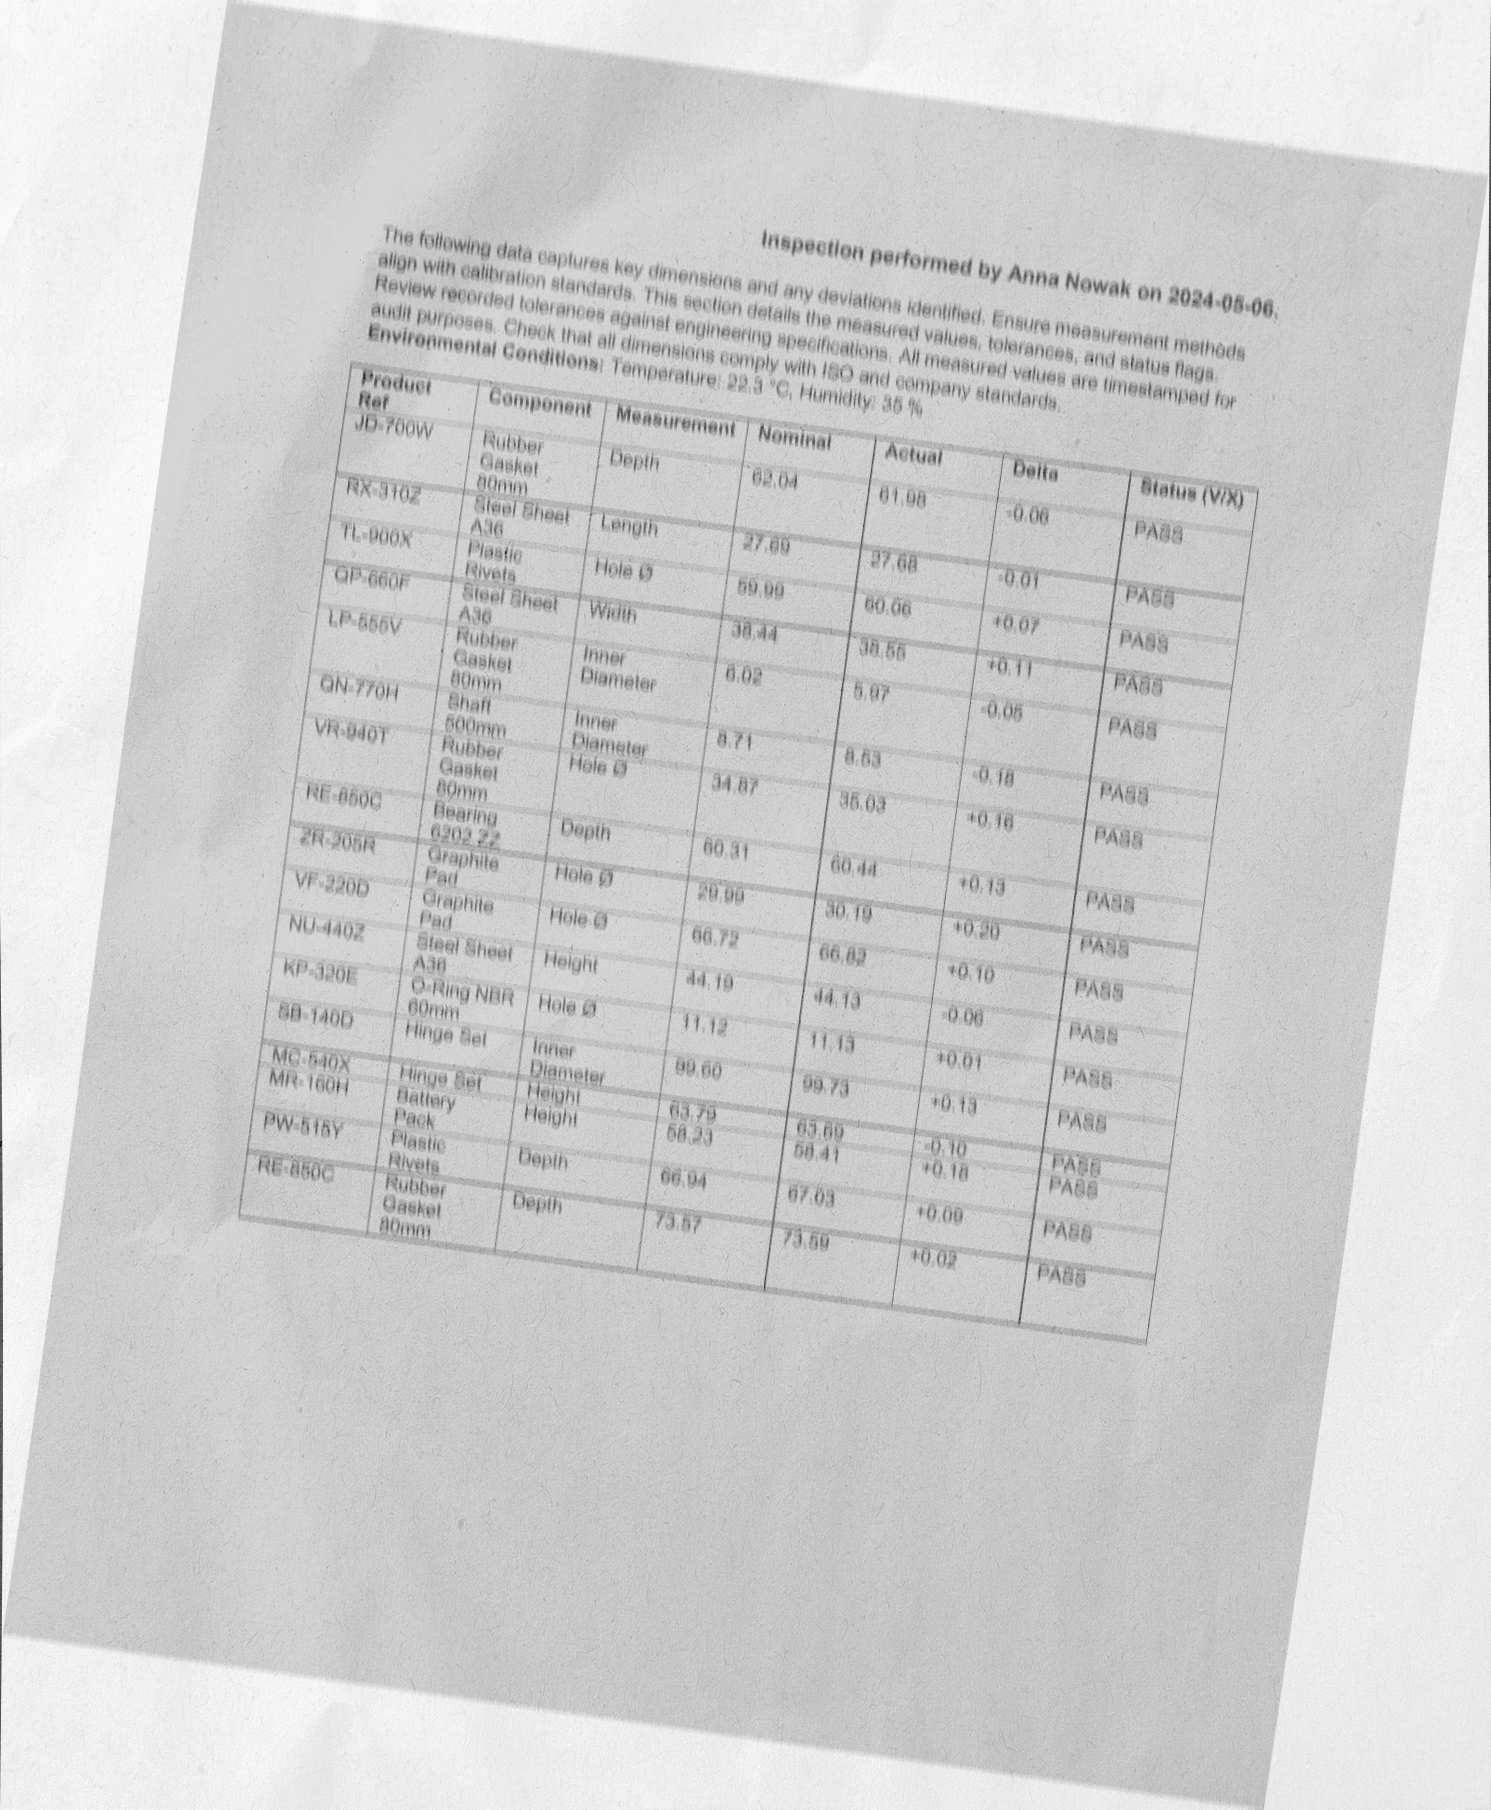 Inspection performed by Anna Nowak on 2024-05-06.
The following data captures key dimensions and any deviations identified. Ensure measurement methods
align with calibration standards. This section details the measured values, tolerances, and status flags.
Review recorded tolerances against engineering specifications. All measured values are timestamped for
audit purposes. Check that all dimensions comply with ISO and company standards.
Environmental Conditions: Temperature: 22.3 °C, Humidity: 35 %
Product Ref Component Measurement Nominal Actual Delta Status (V/X)
JD-700W Rubber Gasket 80mm Depth 62.04 61.98 -0.06 PASS
RX-310Z Steel Sheet A36 Length 27.69 27.68 -0.01 PASS
TL-900X Plastic Rivets Hole Ø 59.99 60.06 +0.07 PASS
QP-660F Steel Sheet A36 Width 38.44 38.55 +0.11 PASS
LP-555V Rubber Gasket 80mm Inner Diameter 6.02 5.97 -0.05 PASS
QN-770H Shaft 500mm Inner Diameter 8.71 8.53 -0.18 PASS
VR-940T Rubber Gasket 80mm Hole Ø 34.87 35.03 +0.16 PASS
RE-850C Bearing 6202 ZZ Depth 60.31 60.44 +0.13 PASS
ZR-205R Graphite Pad Hole Ø 29.99 30.19 +0.20 PASS
VF-220D Graphite Pad Hole Ø 66.72 66.82 +0.10 PASS
NU-440Z Steel Sheet A36 Height 44.19 44.13 -0.06 PASS
KP-320E O-Ring NBR 60mm Hole Ø 11.12 11.13 +0.01 PASS
SB-140D Hinge Set Inner Diameter 99.60 99.73 +0.13 PASS
MC-540X Hinge Set Height 63.79 63.69 -0.10 PASS
MR-160H Battery Pack Height 58.23 58.41 +0.18 PASS
PW-515Y Plastic Rivets Depth 66.94 67.03 +0.09 PASS
RE-850C Rubber Gasket 80mm Depth 73.57 73.59 +0.02 PASS